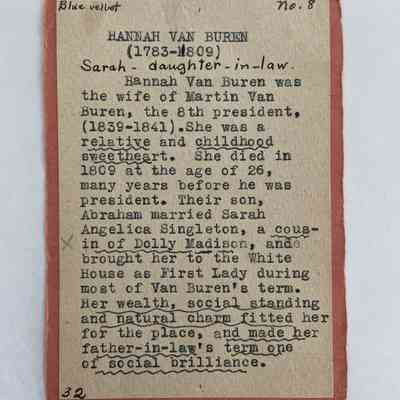 Blue velvet no. 8
HANNAH VAN BUREN
(1783-1809)
Sarah - daughter-in-law.
Hannah Van Buren was
the wife of Martin Van
Buren, the 8th president,
(1839-1841).She was a
relative and childhood
sweetheart. She died in
1809 at the age of 26,
many years before he was
president. Their son,
Abraham married Sarah
Angelica Singleton, a cous-
x in of Dolly Madison, and
brought her to the White
House as First Lady during
most of Van Buren's term.
Her wealth, social standing
and natural charm fitted her
for the place, and made her
father-in-law's term one
of social brilliance.
32